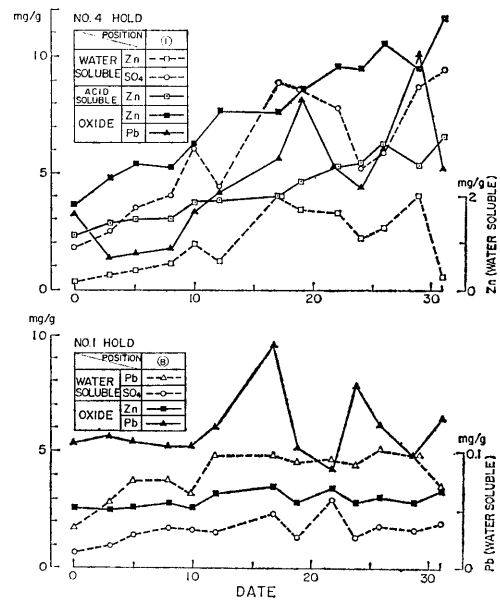 mg/g
NO. 4 HOLD
10
5
0
POSITION ①
WATER SOLUBLE Zn
SO₄
ACID SOLUBLE Zn
OXIDE Zn
Pb
mg/g
2
1
0
Zn (WATER SOLUBLE)
0 10 20 30
mg/g
NO.1 HOLD
10
5
0
POSITION ⑧
WATER SOLUBLE Pb
SO₄
OXIDE Zn
Pb
mg/g
0.1
0
Pb (WATER SOLUBLE)
0 10 20 30
DATE